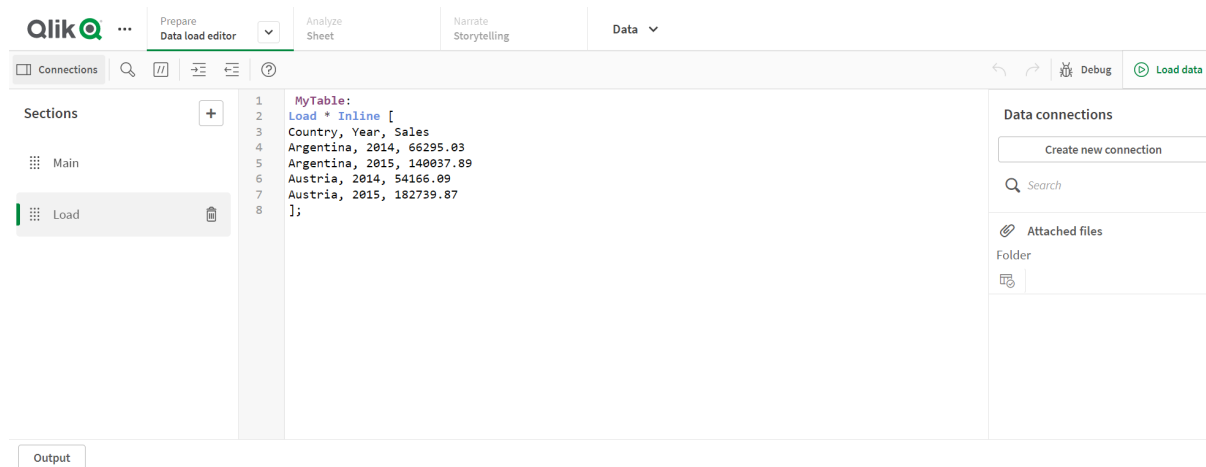 Qlik
Prepare
Data load editor
Analyze
Sheet
Narrate
Storytelling
Data
Connections
//
?
Debug
Load data
Sections
+
Main
Load
1 MyTable:
2 Load * Inline [
3 Country, Year, Sales
4 Argentina, 2014, 66295.03
5 Argentina, 2015, 140037.89
6 Austria, 2014, 54166.09
7 Austria, 2015, 182739.87
8 ];
Data connections
Create new connection
Search
Attached files
Folder
Output